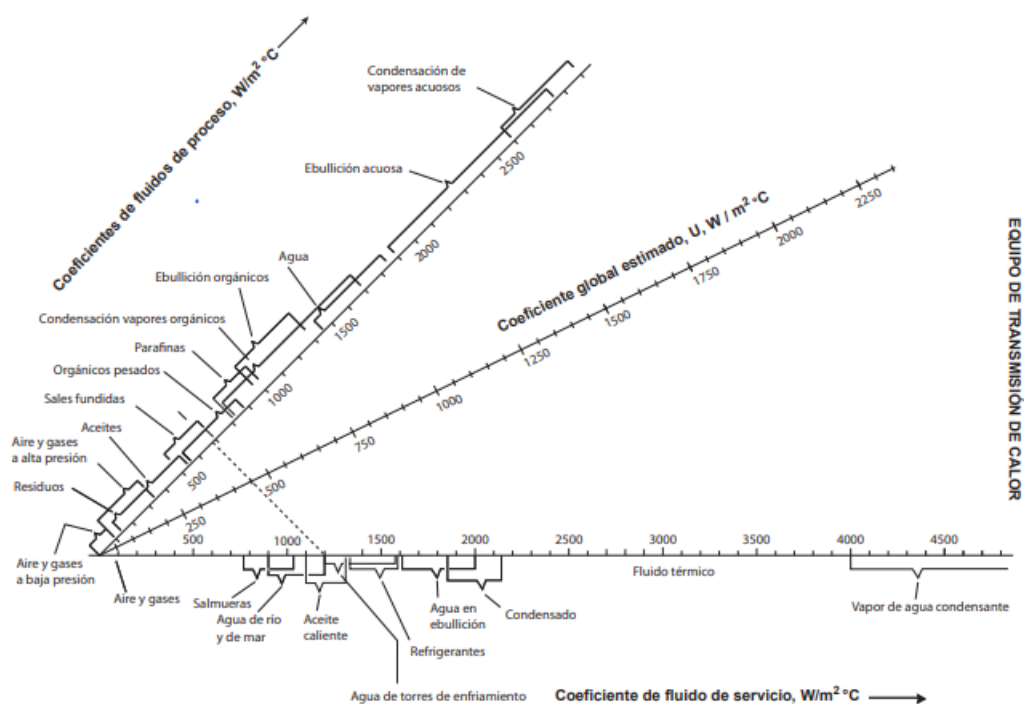 Coeficientes de fluidos de proceso, W/m² °C
Condensación de
vapores acuosos
Ebullición acuosa
Agua
Ebullición orgánicos
Condensación vapores orgánicos
Parafinas
Orgánicos pesados
Sales fundidas
Aceites
Aire y gases
a alta presión
Residuos
Aire y gases
a baja presión
Aire y gases
500
1000
1500
2000
2500
Coeficiente global estimado, U, W / m² °C
250
500
750
1000
1250
1500
1750
2000
2250
EQUIPO DE TRANSMISIÓN DE CALOR
500
1000
1500
2000
2500
3000
3500
4000
4500
Fluido térmico
Salmueras
Agua de río
y de mar
Aceite
caliente
Agua en
ebullición
Condensado
Refrigerantes
Vapor de agua condensante
Agua de torres de enfriamiento
Coeficiente de fluido de servicio, W/m² °C